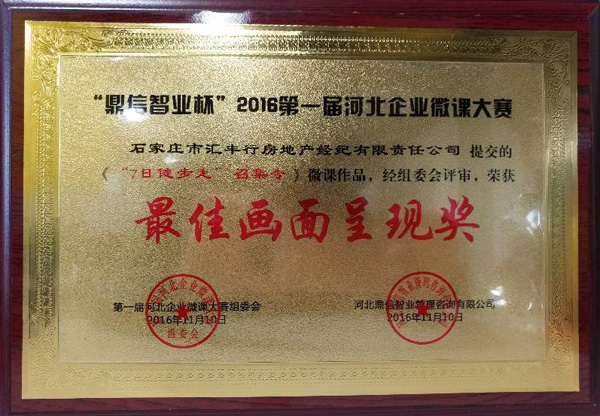 “鼎信智业杯”2016第一届河北企业微课大赛
石家庄市汇丰行房地产经纪有限责任公司 提交的
《“7日健步走 召集令》微课作品，经组委会评审，荣获
最佳画面呈现奖
第一届河北企业微课大赛组委会
2016年11月10日
河北鼎信智业管理咨询有限公司
2016年11月10日
组委会